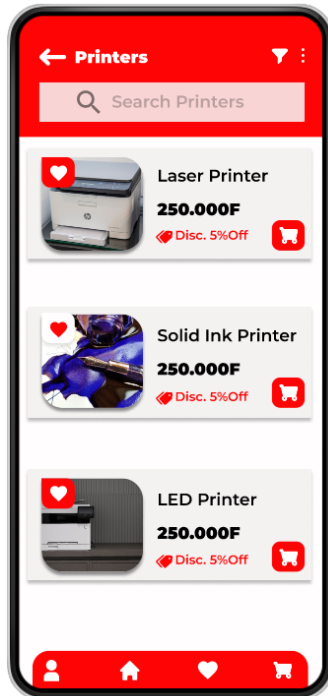 Printers
Search Printers
Laser Printer
250.000F
Disc. 5%Off
Solid Ink Printer
250.000F
Disc. 5%Off
LED Printer
250.000F
Disc. 5%Off